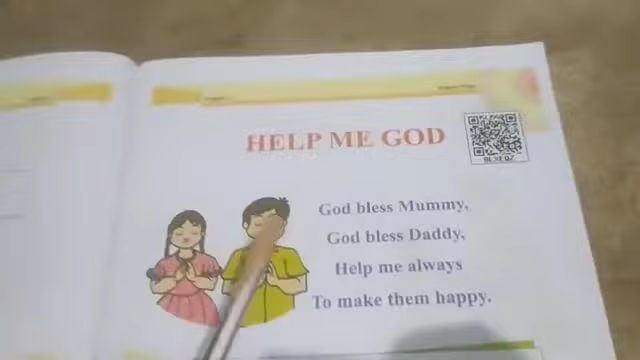 HELP ME GOD
God bless Mummy,
God bless Daddy,
Help me always
To make them happy.